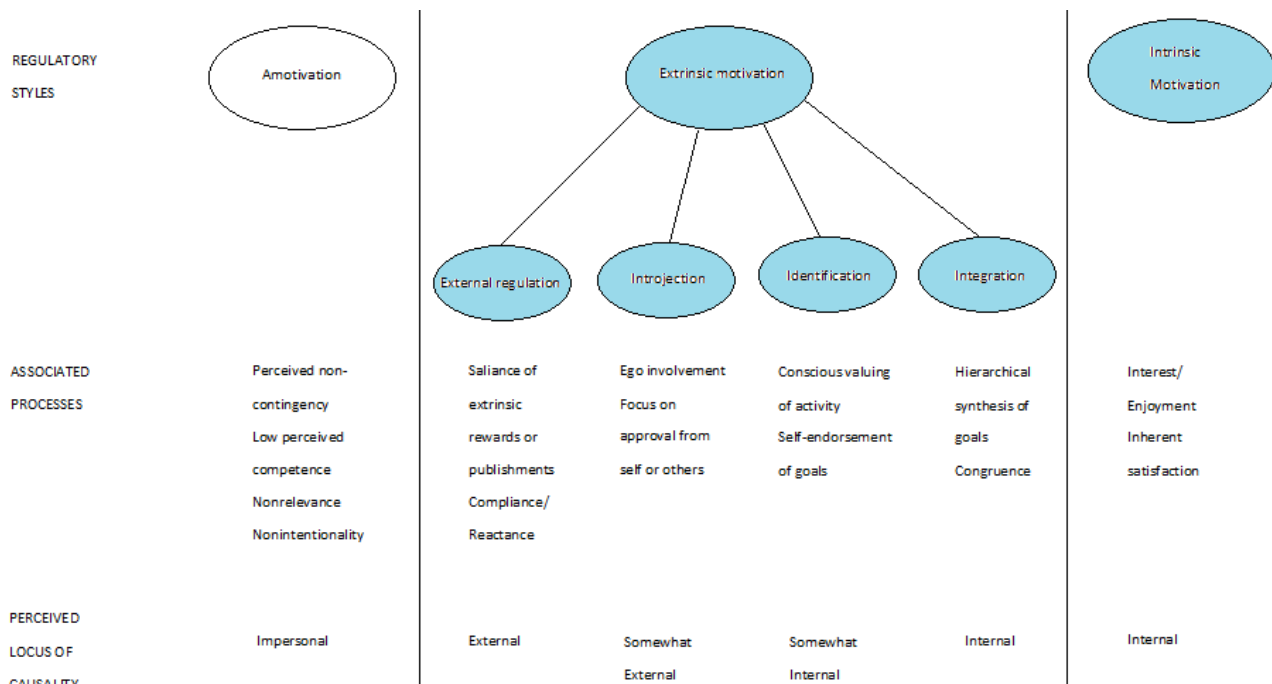 REGULATORY
STYLES
Amotivation
Extrinsic motivation
Intrinsic
Motivation
External regulation
Introjection
Identification
Integration
ASSOCIATED
PROCESSES
Perceived non-
contingency
Low perceived
competence
Nonrelevance
Nonintentionality
Saliance of
extrinsic
rewards or
publishments
Compliance/
Reactance
Ego involvement
Focus on
approval from
self or others
Conscious valuing
of activity
Self-endorsement
of goals
Hierarchical
synthesis of
goals
Congruence
Interest/
Enjoyment
Inherent
satisfaction
PERCEIVED
LOCUS OF
CAUSALITY
Impersonal
External
Somewhat
External
Somewhat
Internal
Internal
Internal